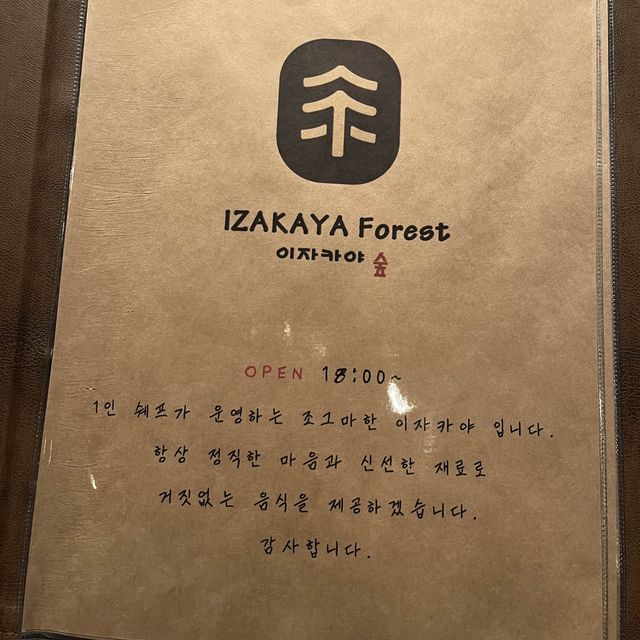 IZAKAYA Forest
이자카야 숲
OPEN 18:00~
1인 쉐프가 운영하는 조그마한 이자카야 입니다.
항상 정직한 마음과 신선한 재료로
거짓없는 음식을 제공하겠습니다.
감사합니다.